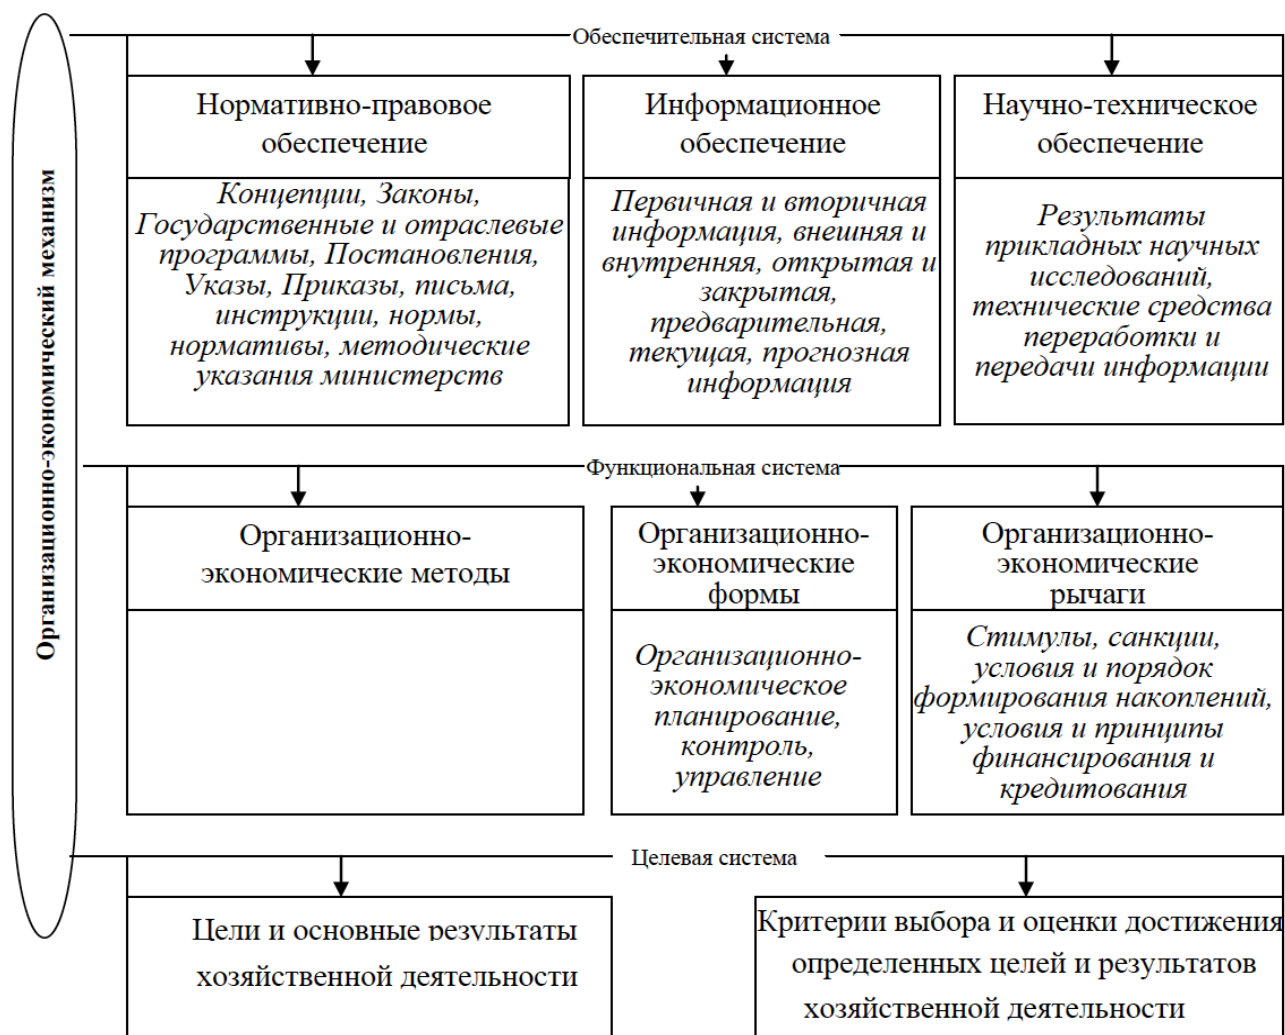 Организационно-экономический механизм
Обеспечительная система
Нормативно-правовое
обеспечение
Концепции, Законы,
Государственные и отраслевые
программы, Постановления,
Указы, Приказы, письма,
инструкции, нормы,
нормативы, методические
указания министерств
Информационное
обеспечение
Первичная и вторичная
информация, внешняя и
внутренняя, открытая и
закрытая,
предварительная,
текущая, прогнозная
информация
Научно-техническое
обеспечение
Результаты
прикладных научных
исследований,
технические средства
переработки и
передачи информации
Функциональная система
Организационно-
экономические методы
Организационно-
экономические
формы
Организационно-
экономическое
планирование,
контроль,
управление
Организационно-
экономические
рычаги
Стимулы, санкции,
условия и порядок
формирования накоплений,
условия и принципы
финансирования и
кредитования
Целевая система
Цели и основные результаты
хозяйственной деятельности
Критерии выбора и оценки достижения
определенных целей и результатов
хозяйственной деятельности